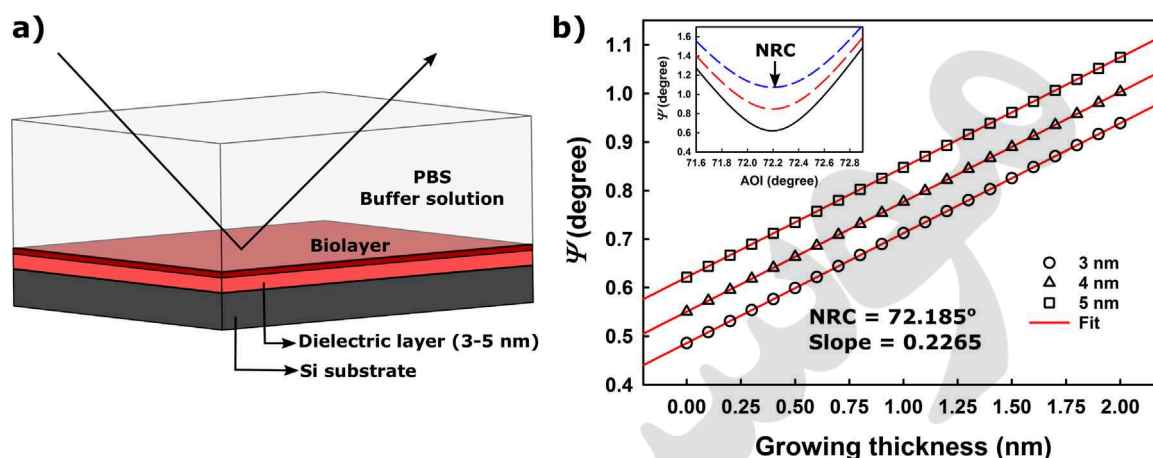 a)
PBS
Buffer solution
Biolayer
Dielectric layer (3-5 nm)
Si substrate
b)
Ψ (degree)
1.1
1.0
0.9
0.8
0.7
0.6
0.5
0.4
0.00 0.25 0.50 0.75 1.00 1.25 1.50 1.75 2.00
Growing thickness (nm)
Ψ (degree)
1.6
1.4
1.2
1.0
0.8
0.6
0.4
NRC
71.6 72.0 72.2 72.4 72.6 72.8
AOI (degree)
NRC = 72.185º
Slope = 0.2265
3 nm
4 nm
5 nm
Fit